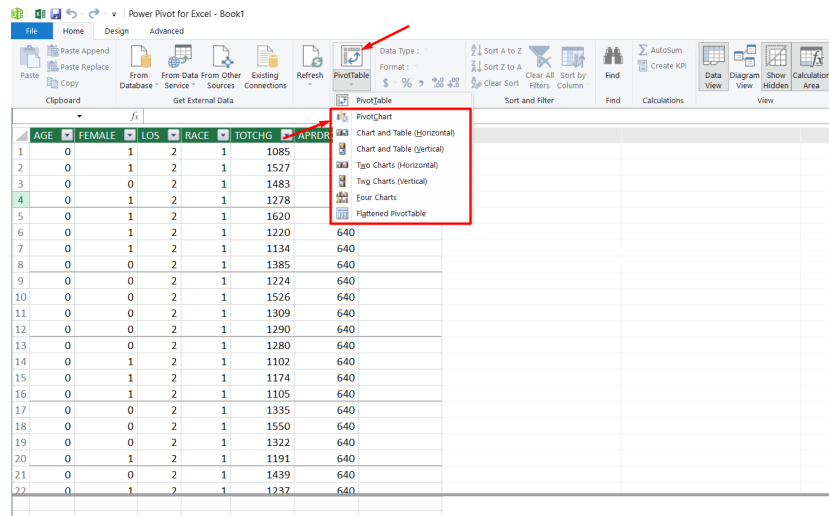 Power Pivot for Excel - Book1
File Home Design Advanced
Paste Paste Append Paste Replace Copy
From Database From Data Service From Other Sources Existing Connections
Refresh PivotTable
Data Type : Format : $ %
Sort A to Z Sort Z to A Clear Sort Clear All Filters Sort by Column
Find
AutoSum Create KPI
Data View Diagram View Show Hidden Calculation Area
Clipboard Get External Data Sort and Filter Find Calculations View
PivotTable
PivotChart
Chart and Table (Horizontal)
Chart and Table (Vertical)
Two Charts (Horizontal)
Two Charts (Vertical)
Four Charts
Flattened PivotTable
fx
AGE FEMALE LOS RACE TOTCHG APRDR
1 0 1 2 1 1085
2 0 1 2 1 1527
3 0 0 2 1 1483
4 0 1 2 1 1278
5 0 1 2 1 1620
6 0 1 2 1 1220 640
7 0 1 2 1 1134 640
8 0 0 2 1 1385 640
9 0 0 2 1 1224 640
10 0 0 2 1 1526 640
11 0 0 2 1 1309 640
12 0 0 2 1 1290 640
13 0 0 2 1 1280 640
14 0 1 2 1 1102 640
15 0 1 2 1 1174 640
16 0 1 2 1 1105 640
17 0 0 2 1 1335 640
18 0 0 2 1 1550 640
19 0 0 2 1 1322 640
20 0 1 2 1 1191 640
21 0 0 2 1 1439 640
22 0 1 2 1 1237 640